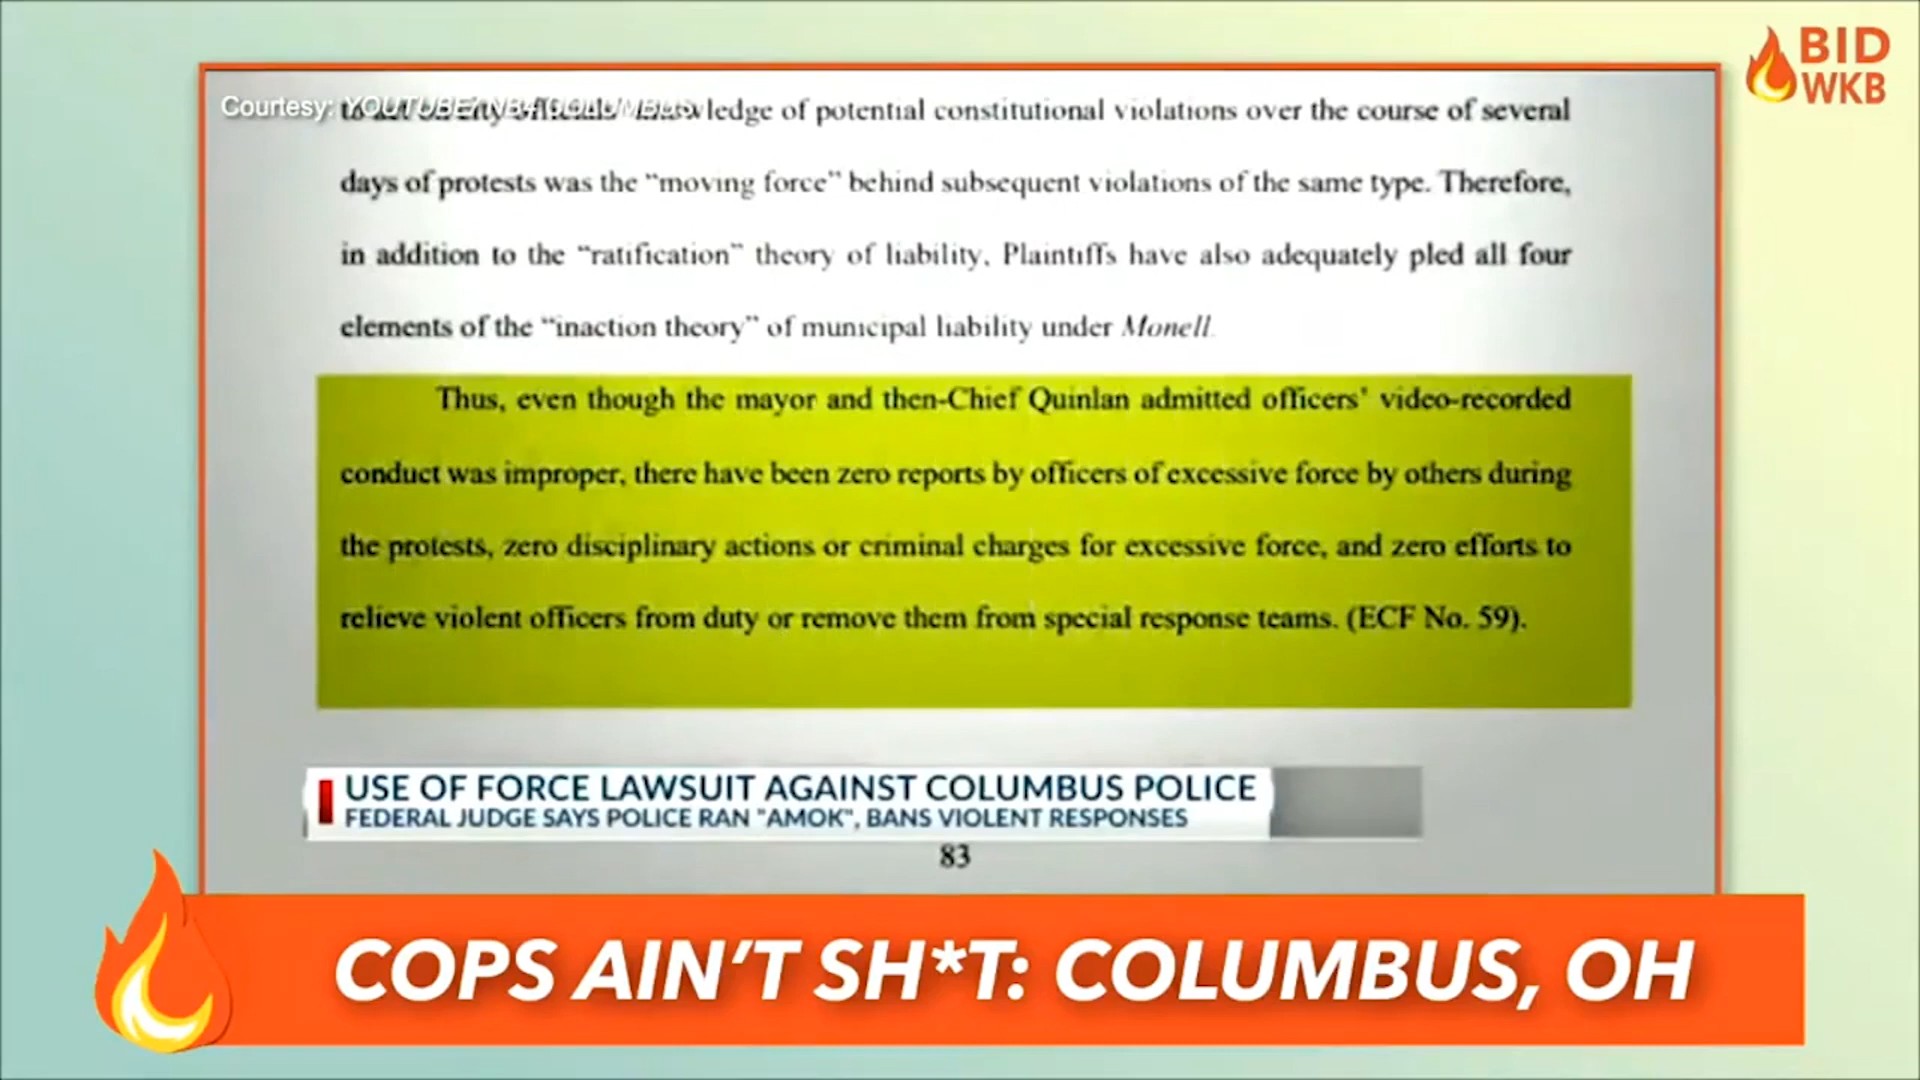 BID
WKB
Courtesy: YOUTUBE/ NB4 COLUMBUS
knowledge of potential constitutional violations over the course of several
days of protests was the “moving force” behind subsequent violations of the same type. Therefore,
in addition to the “ratification” theory of liability, Plaintiffs have also adequately pled all four
elements of the “inaction theory” of municipal liability under Monell.
Thus, even though the mayor and then-Chief Quinlan admitted officers’ video-recorded
conduct was improper, there have been zero reports by officers of excessive force by others during
the protests, zero disciplinary actions or criminal charges for excessive force, and zero efforts to
relieve violent officers from duty or remove them from special response teams. (ECF No. 59).
USE OF FORCE LAWSUIT AGAINST COLUMBUS POLICE
FEDERAL JUDGE SAYS POLICE RAN "AMOK", BANS VIOLENT RESPONSES
83
COPS AIN’T SH*T: COLUMBUS, OH